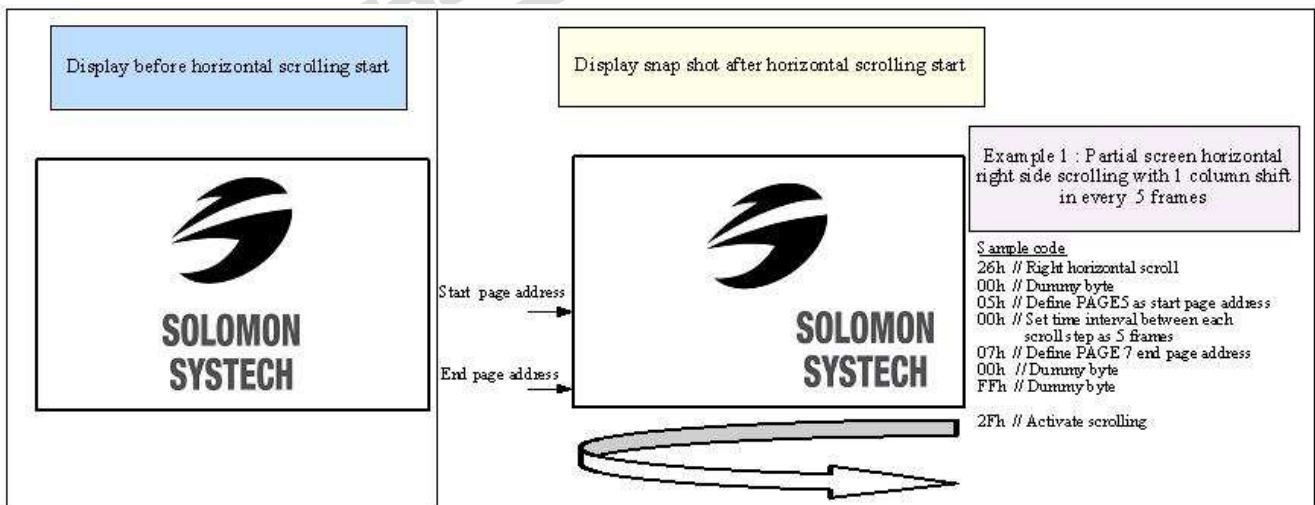 Display before horizontal scrolling start
SOLOMON
SYSTECH
Display snap shot after horizontal scrolling start
Start page address
End page address
SOLOMON
SYSTECH
Example 1 : Partial screen horizontal
right side scrolling with 1 column shift
in every 5 frames
Sample code
26h // Right horizontal scroll
00h // Dummy byte
05h // Define PAGE5 as start page address
00h // Set time interval between each
scroll step as 5 frames
07h // Define PAGE 7 end page address
00h // Dummy byte
FFh // Dummy byte
2Fh // Activate scrolling